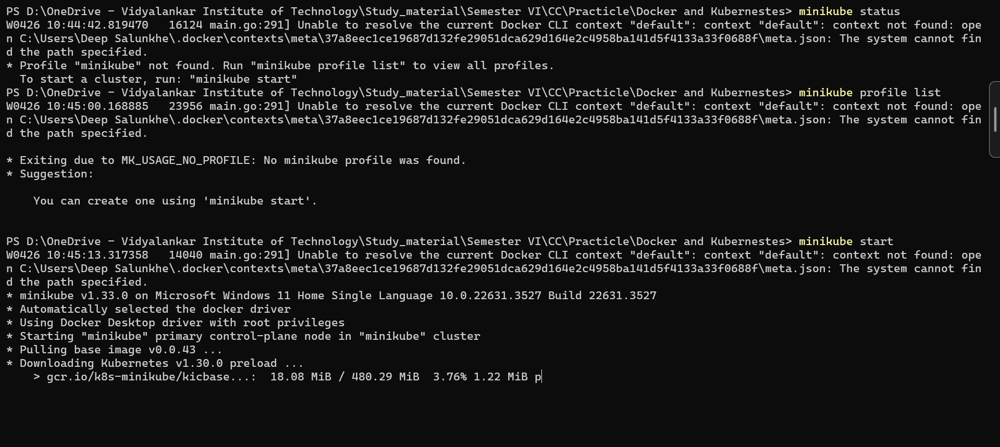 PS D:\OneDrive - Vidyalankar Institute of Technology\Study_material\Semester VI\CC\Practicle\Docker and Kubernestes> minikube status
W0426 10:44:42.819470   16124 main.go:291] Unable to resolve the current Docker CLI context "default": context "default": context not found: ope
n C:\Users\Deep Salunkhe\.docker\contexts\meta\37a8eec1ce19687d132fe29051dca629d164e2c4958ba141d5f4133a33f0688f\meta.json: The system cannot fin
d the path specified.
* Profile "minikube" not found. Run "minikube profile list" to view all profiles.
  To start a cluster, run: "minikube start"
PS D:\OneDrive - Vidyalankar Institute of Technology\Study_material\Semester VI\CC\Practicle\Docker and Kubernestes> minikube profile list
W0426 10:45:00.168885   23956 main.go:291] Unable to resolve the current Docker CLI context "default": context "default": context not found: ope
n C:\Users\Deep Salunkhe\.docker\contexts\meta\37a8eec1ce19687d132fe29051dca629d164e2c4958ba141d5f4133a33f0688f\meta.json: The system cannot fin
d the path specified.
* Exiting due to MK_USAGE_NO_PROFILE: No minikube profile was found.
* Suggestion:
    You can create one using 'minikube start'.
PS D:\OneDrive - Vidyalankar Institute of Technology\Study_material\Semester VI\CC\Practicle\Docker and Kubernestes> minikube start
W0426 10:45:13.317358   14040 main.go:291] Unable to resolve the current Docker CLI context "default": context "default": context not found: ope
n C:\Users\Deep Salunkhe\.docker\contexts\meta\37a8eec1ce19687d132fe29051dca629d164e2c4958ba141d5f4133a33f0688f\meta.json: The system cannot fin
d the path specified.
* minikube v1.33.0 on Microsoft Windows 11 Home Single Language 10.0.22631.3527 Build 22631.3527
* Automatically selected the docker driver
* Using Docker Desktop driver with root privileges
* Starting "minikube" primary control-plane node in "minikube" cluster
* Pulling base image v0.0.43 ...
* Downloading Kubernetes v1.30.0 preload ...
    > gcr.io/k8s-minikube/kicbase...:  18.08 MiB / 480.29 MiB  3.76% 1.22 MiB p